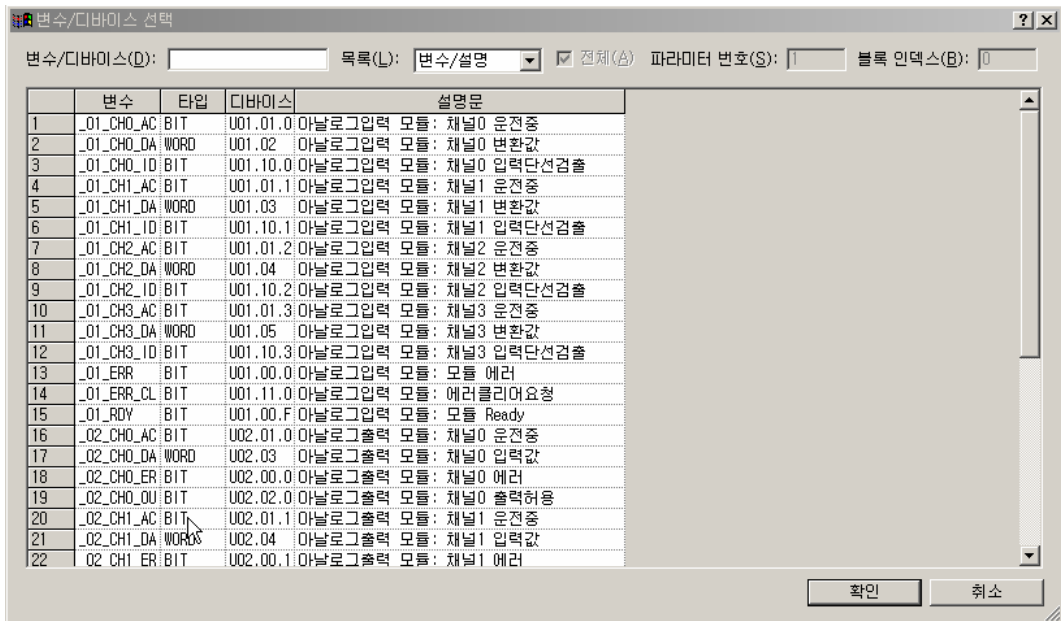 변수/디바이스 선택
변수/디바이스(D): 목록(L): 변수/설명 전체(A) 파라미터 번호(S): 1 블록 인덱스(B): 0
변수 타입 디바이스 설명문
1 _01_CH0_AC BIT U01.01.0 아날로그입력 모듈: 채널0 운전중
2 _01_CH0_DA WORD U01.02 아날로그입력 모듈: 채널0 변환값
3 _01_CH0_ID BIT U01.10.0 아날로그입력 모듈: 채널0 입력단선검출
4 _01_CH1_AC BIT U01.01.1 아날로그입력 모듈: 채널1 운전중
5 _01_CH1_DA WORD U01.03 아날로그입력 모듈: 채널1 변환값
6 _01_CH1_ID BIT U01.10.1 아날로그입력 모듈: 채널1 입력단선검출
7 _01_CH2_AC BIT U01.01.2 아날로그입력 모듈: 채널2 운전중
8 _01_CH2_DA WORD U01.04 아날로그입력 모듈: 채널2 변환값
9 _01_CH2_ID BIT U01.10.2 아날로그입력 모듈: 채널2 입력단선검출
10 _01_CH3_AC BIT U01.01.3 아날로그입력 모듈: 채널3 운전중
11 _01_CH3_DA WORD U01.05 아날로그입력 모듈: 채널3 변환값
12 _01_CH3_ID BIT U01.10.3 아날로그입력 모듈: 채널3 입력단선검출
13 _01_ERR BIT U01.00.0 아날로그입력 모듈: 모듈 에러
14 _01_ERR_CL BIT U01.11.0 아날로그입력 모듈: 에러클리어요청
15 _01_RDY BIT U01.00.F 아날로그입력 모듈: 모듈 Ready
16 _02_CH0_AC BIT U02.01.0 아날로그출력 모듈: 채널0 운전중
17 _02_CH0_DA WORD U02.03 아날로그출력 모듈: 채널0 입력값
18 _02_CH0_ER BIT U02.00.0 아날로그출력 모듈: 채널0 에러
19 _02_CH0_OU BIT U02.02.0 아날로그출력 모듈: 채널0 출력허용
20 _02_CH1_AC BIT U02.01.1 아날로그출력 모듈: 채널1 운전중
21 _02_CH1_DA WORD U02.04 아날로그출력 모듈: 채널1 입력값
22 _02_CH1_ER BIT U02.00.1 아날로그출력 모듈: 채널1 에러
확인 취소